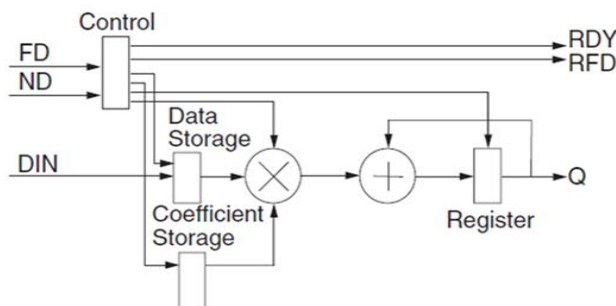 Control
FD
ND
RDY
RFD
Data
Storage
DIN
Q
Coefficient
Storage
Register